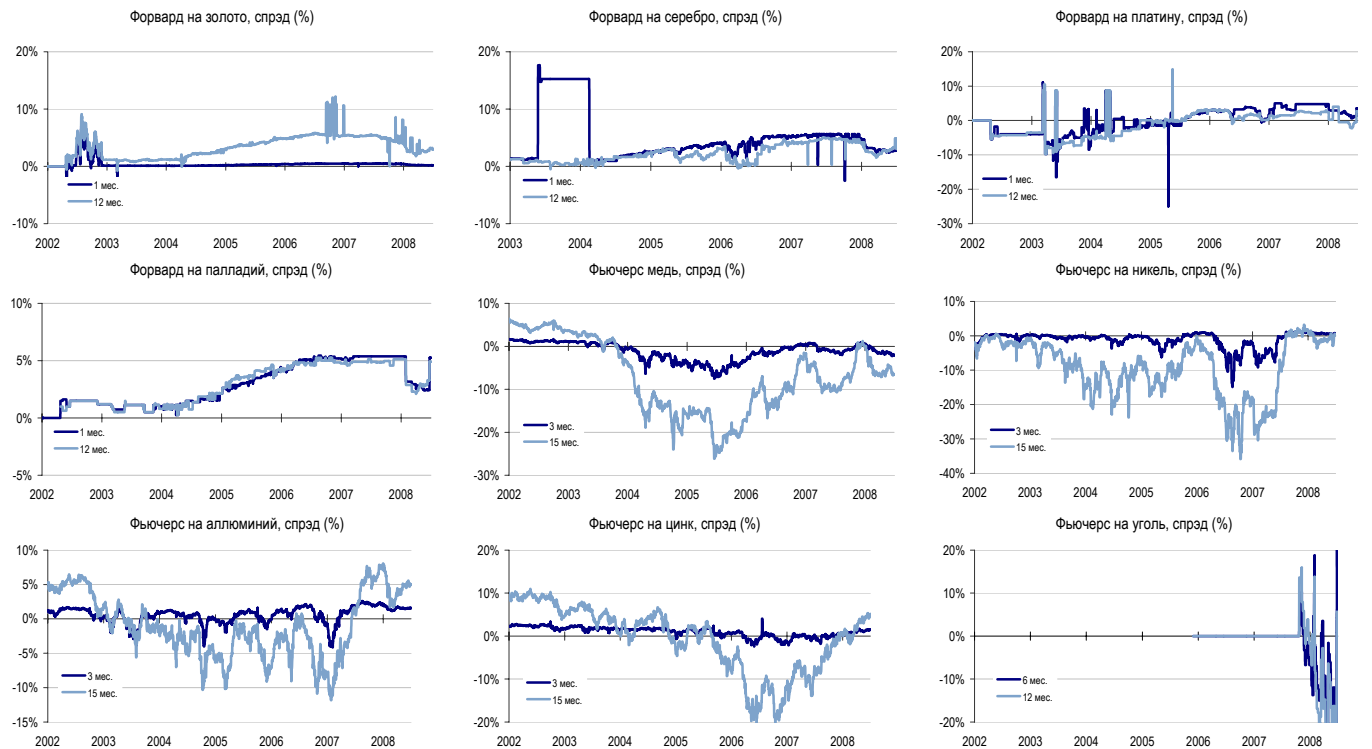 Форвард на золото, спрэд (%)
20%
10%
0%
-10%
1 мес.
12 мес.
2002 2003 2004 2005 2006 2007 2008
Форвард на серебро, спрэд (%)
20%
10%
0%
-10%
1 мес.
12 мес.
2003 2004 2005 2006 2007 2008
Форвард на платину, спрэд (%)
20%
10%
0%
-10%
-20%
-30%
1 мес.
12 мес.
2002 2003 2004 2005 2006 2007 2008
Форвард на палладий, спрэд (%)
10%
5%
0%
-5%
1 мес.
12 мес.
2002 2003 2004 2005 2006 2007 2008
Фьючерс медь, спрэд (%)
10%
0%
-10%
-20%
-30%
3 мес.
15 мес.
2002 2003 2004 2005 2006 2007 2008
Фьючерс на никель, спрэд (%)
10%
0%
-10%
-20%
-30%
-40%
3 мес.
15 мес.
2002 2003 2004 2005 2006 2007 2008
Фьючерс на аллюминий, спрэд (%)
10%
5%
0%
-5%
-10%
-15%
3 мес.
15 мес.
2002 2003 2004 2005 2006 2007 2008
Фьючерс на цинк, спрэд (%)
20%
10%
0%
-10%
-20%
3 мес.
15 мес.
2002 2003 2004 2005 2006 2007 2008
Фьючерс на уголь, спрэд (%)
20%
10%
0%
-10%
-20%
6 мес.
12 мес.
2002 2003 2004 2005 2006 2007 2008